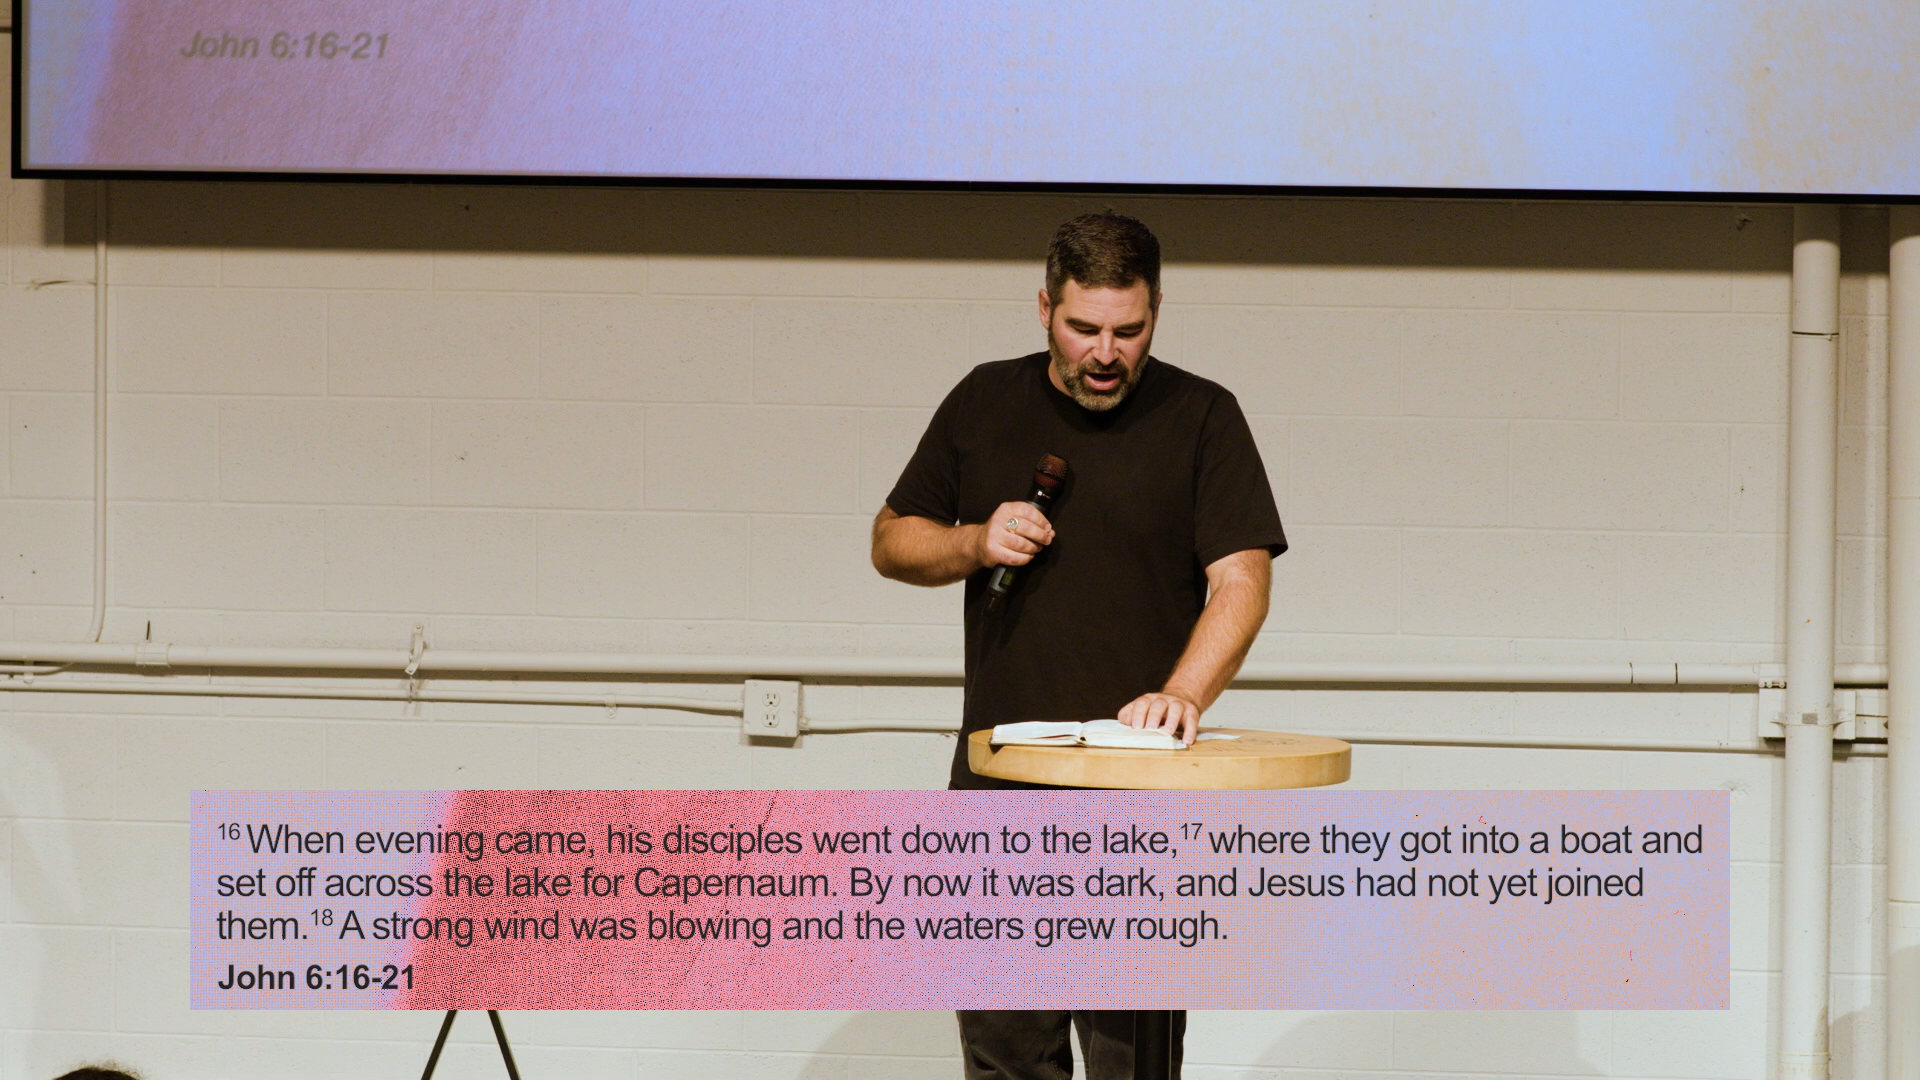 John 6:16-21
16 When evening came, his disciples went down to the lake,17 where they got into a boat and
set off across the lake for Capernaum. By now it was dark, and Jesus had not yet joined
them.18 A strong wind was blowing and the waters grew rough.
John 6:16-21